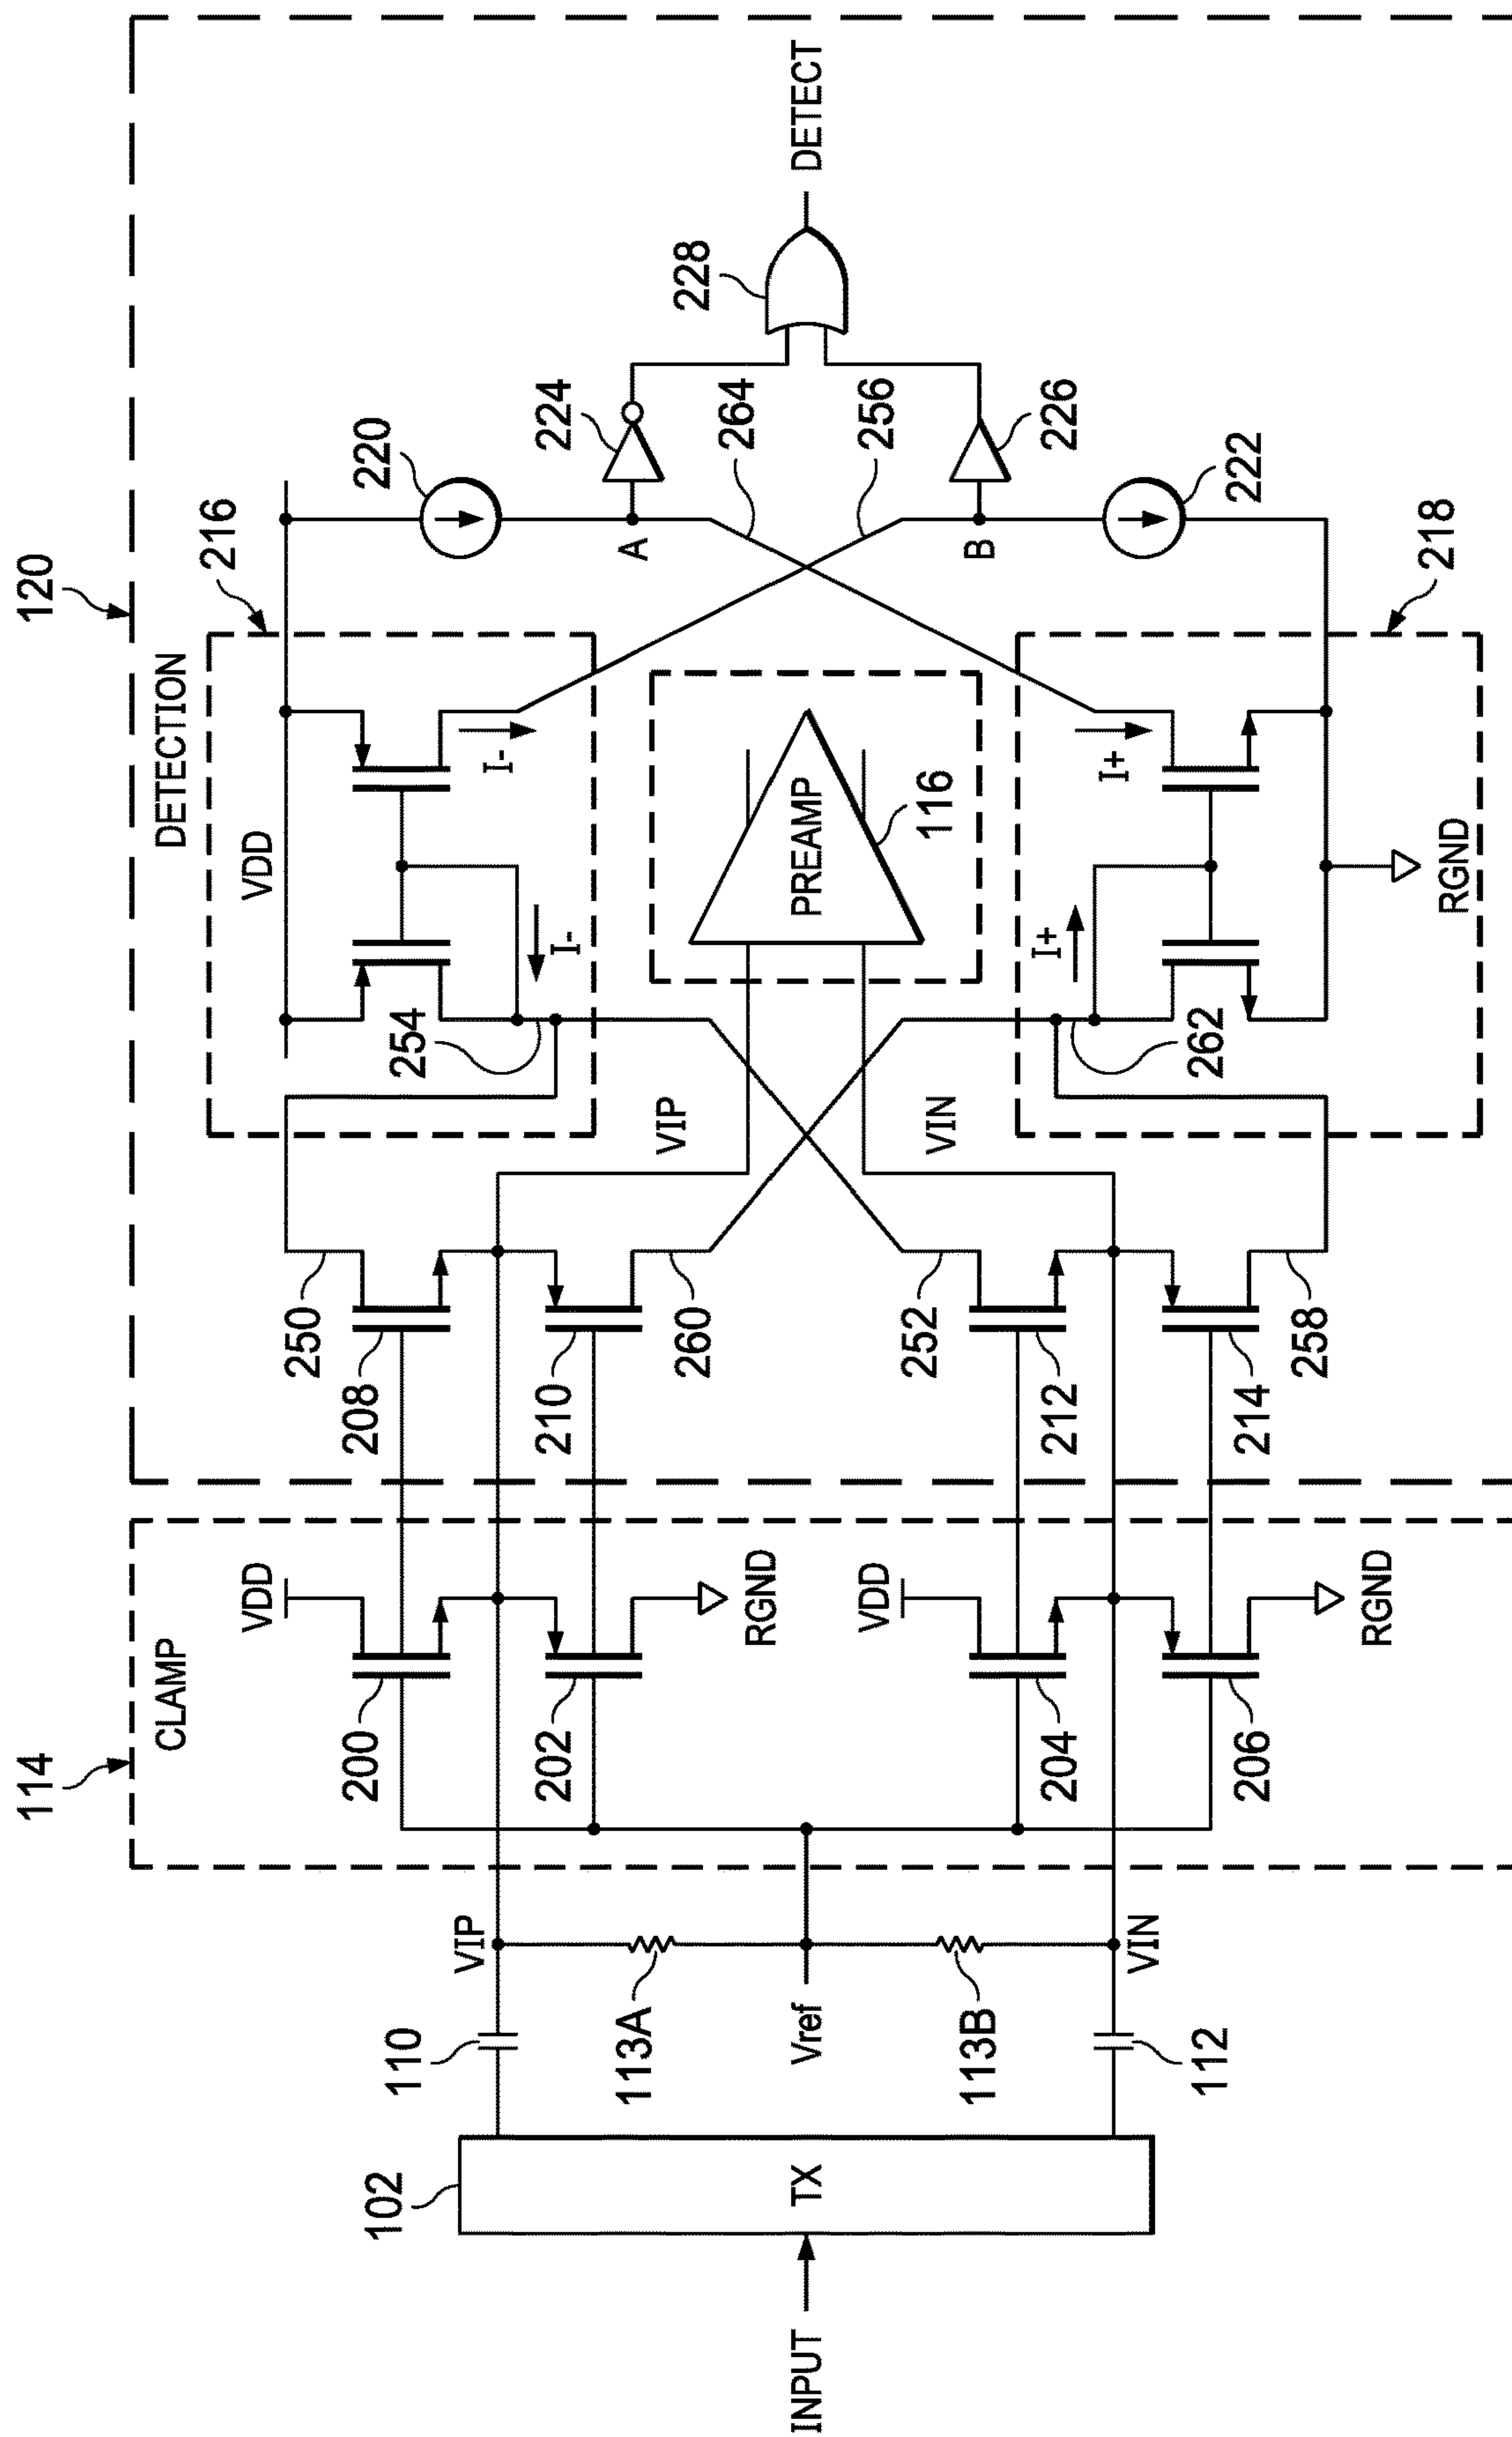 INPUT
102
TX
110
VIP
113A
Vref
113B
VIN
112
114
CLAMP
VDD
200
202
RGND
VDD
204
206
RGND
120
DETECTION
250
208
210
260
252
212
214
258
VIP
VIN
216
VDD
254
I-
I-
PREAMP
116
218
I+
I+
262
RGND
220
A
224
264
256
B
226
222
228
DETECT